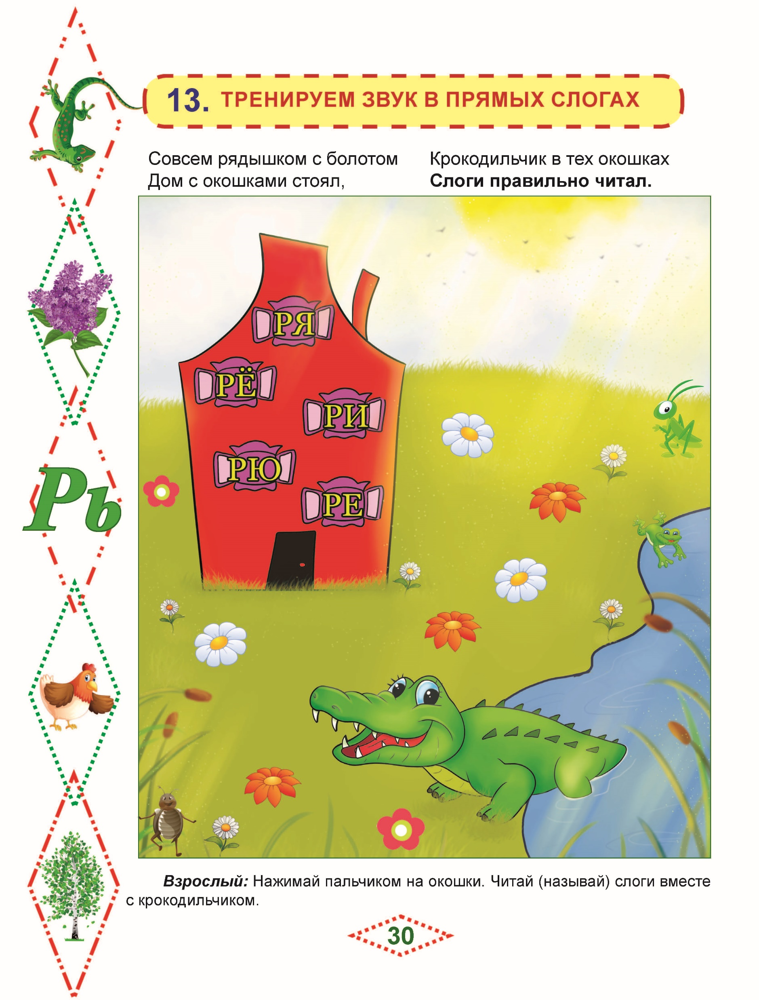 13. ТРЕНИРУЕМ ЗВУК В ПРЯМЫХ СЛОГАХ
Совсем рядышком с болотом
Дом с окошками стоял,
Крокодильчик в тех окошках
Слоги правильно читал.
РЯ
РЁ
РИ
РЮ
РЕ
Рь
Взрослый: Нажимай пальчиком на окошки. Читай (называй) слоги вместе
с крокодильчиком.
30